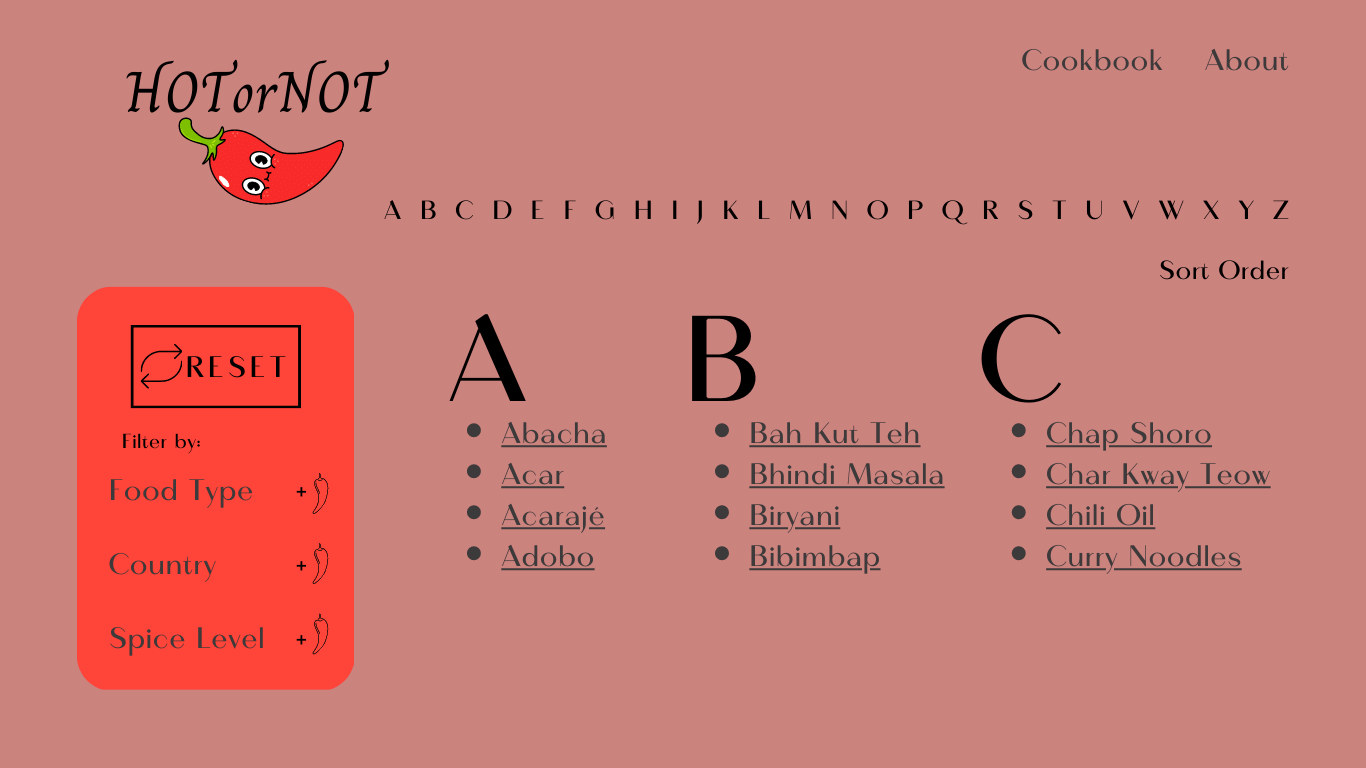 Cookbook About
HOTorNOT
A B C D E F G H I J K L M N O P Q R S T U V W X Y Z
Sort Order
RESET
Filter by:
Food Type +
Country +
Spice Level +
A
Abacha
Acar
Acarajé
Adobo
B
Bah Kut Teh
Bhindi Masala
Biryani
Bibimbap
C
Chap Shoro
Char Kway Teow
Chili Oil
Curry Noodles